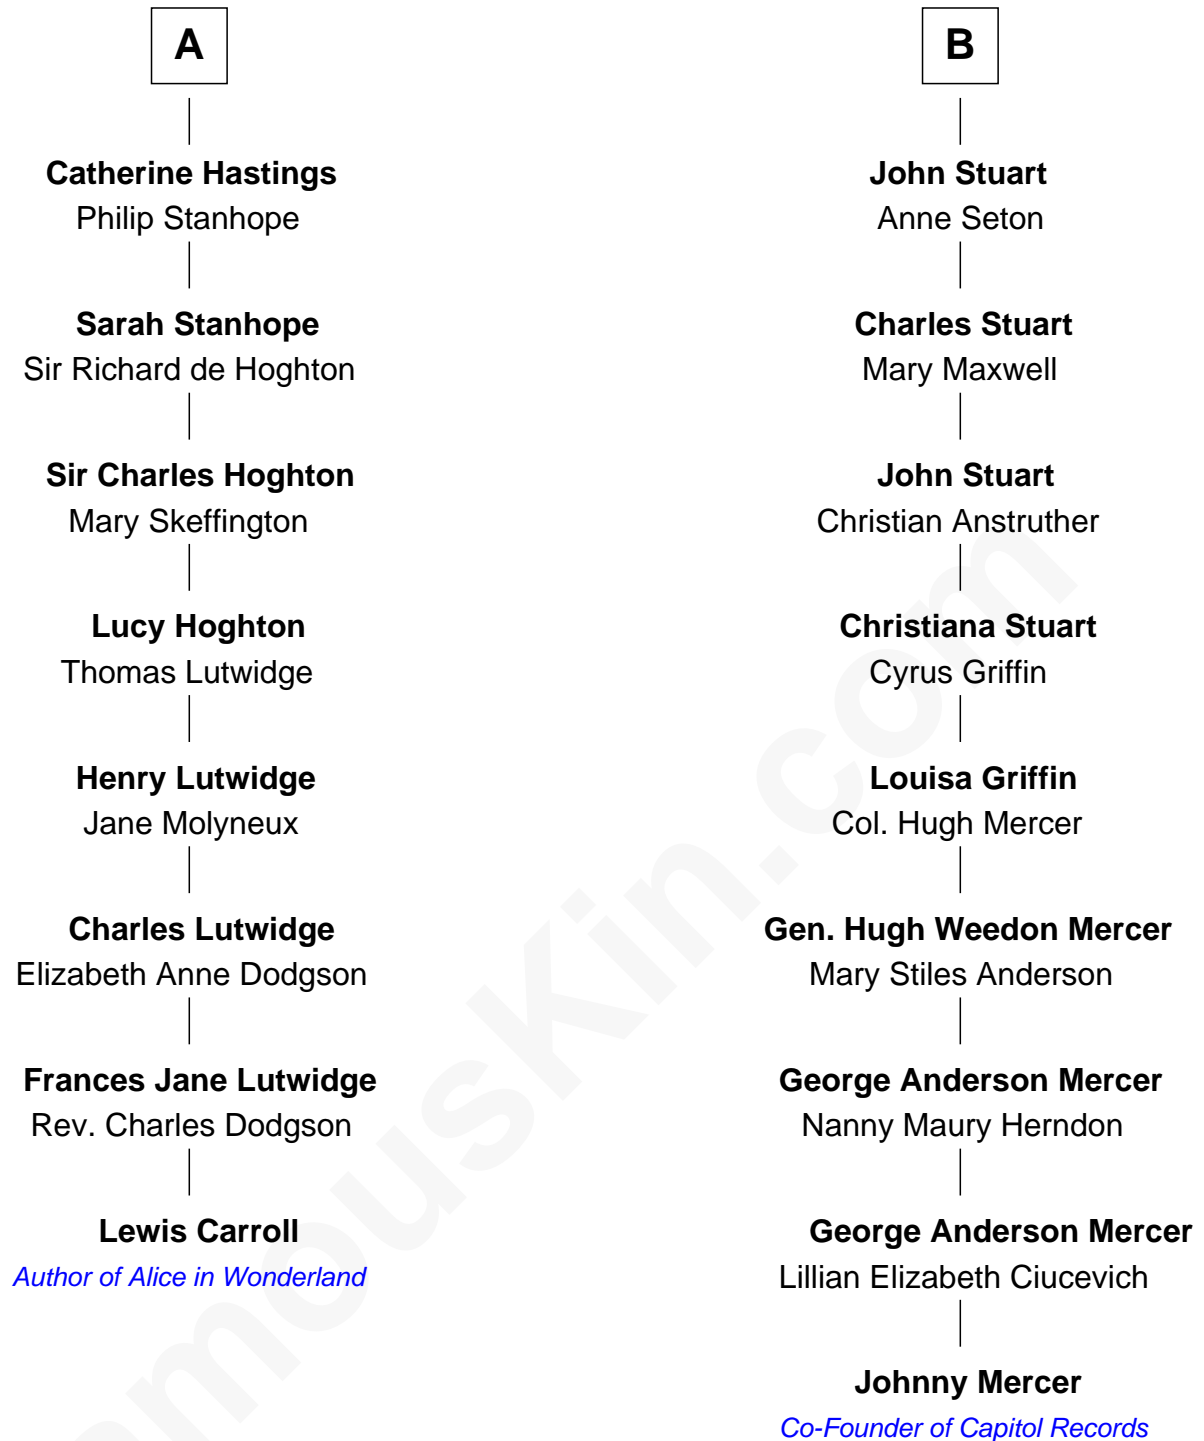 A
Catherine Hastings
Philip Stanhope
Sarah Stanhope
Sir Richard de Hoghton
Sir Charles Hoghton
Mary Skeffington
Lucy Hoghton
Thomas Lutwidge
Henry Lutwidge
Jane Molyneux
Charles Lutwidge
Elizabeth Anne Dodgson
Frances Jane Lutwidge
Rev. Charles Dodgson
Lewis Carroll
Author of Alice in Wonderland
B
John Stuart
Anne Seton
Charles Stuart
Mary Maxwell
John Stuart
Christian Anstruther
Christiana Stuart
Cyrus Griffin
Louisa Griffin
Col. Hugh Mercer
Gen. Hugh Weedon Mercer
Mary Stiles Anderson
George Anderson Mercer
Nanny Maury Herndon
George Anderson Mercer
Lillian Elizabeth Ciucevich
Johnny Mercer
Co-Founder of Capitol Records
amousKin.com